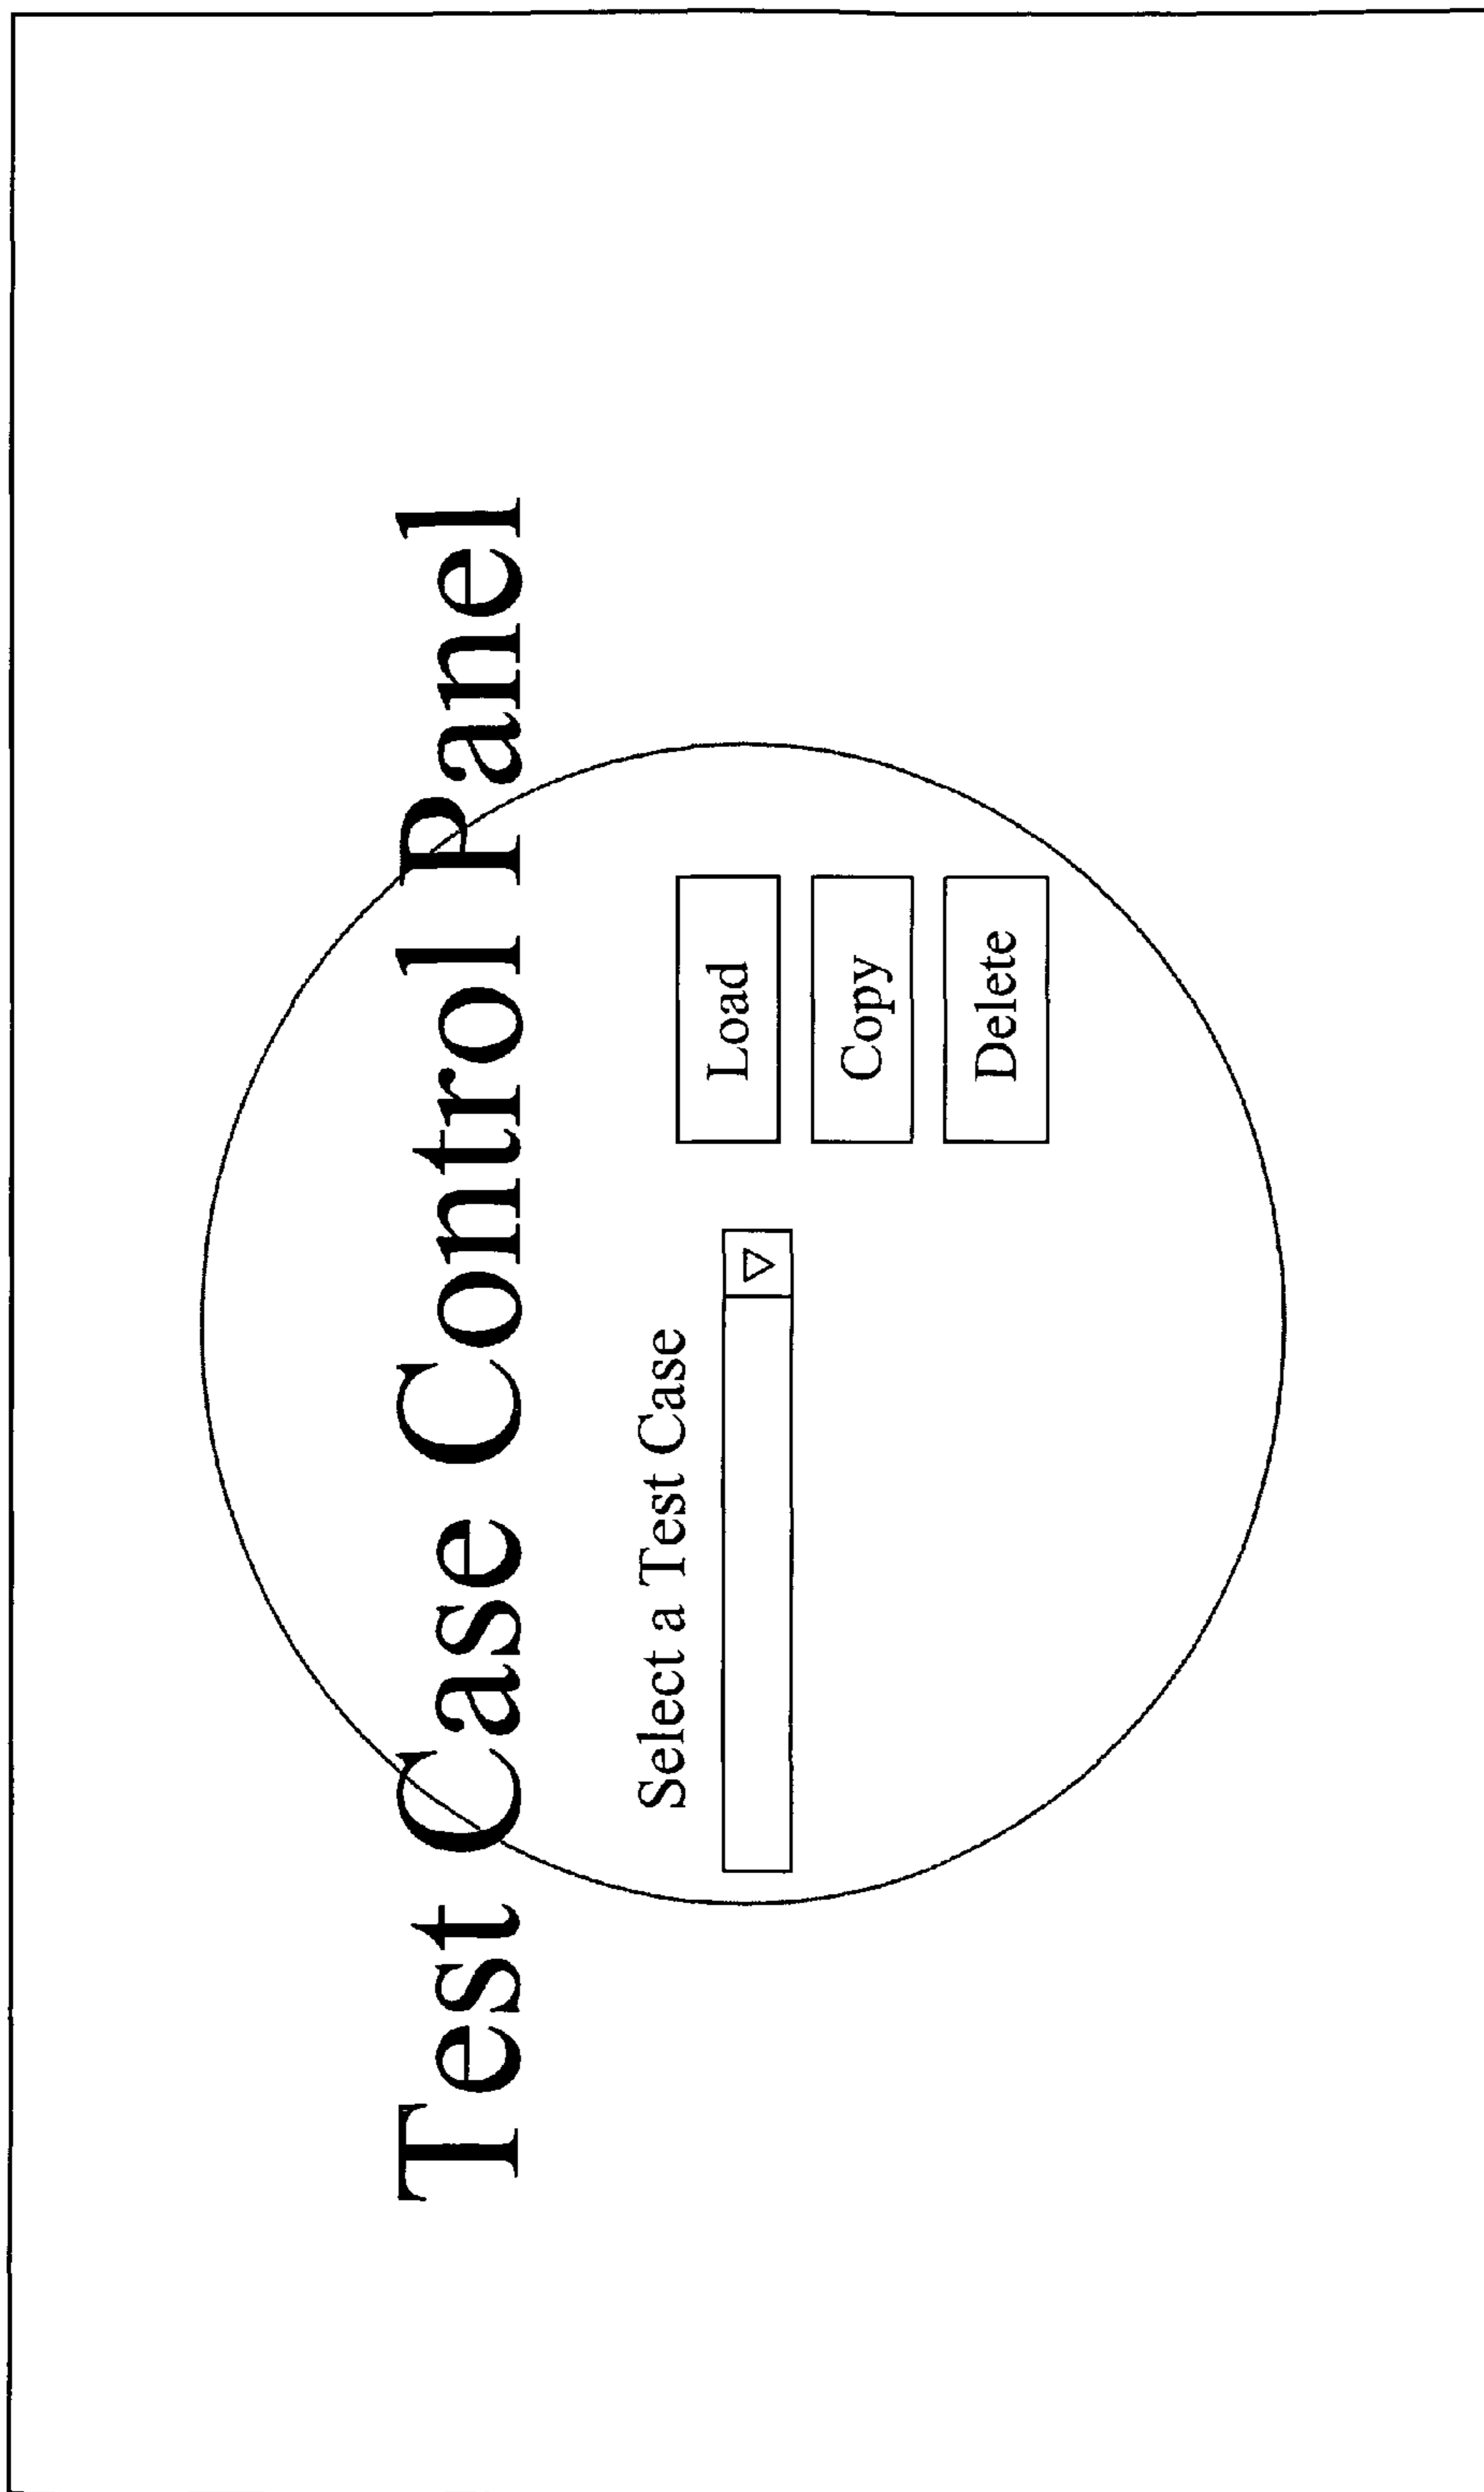 Test Case Control Panel
Select a Test Case
Load
Copy
Delete